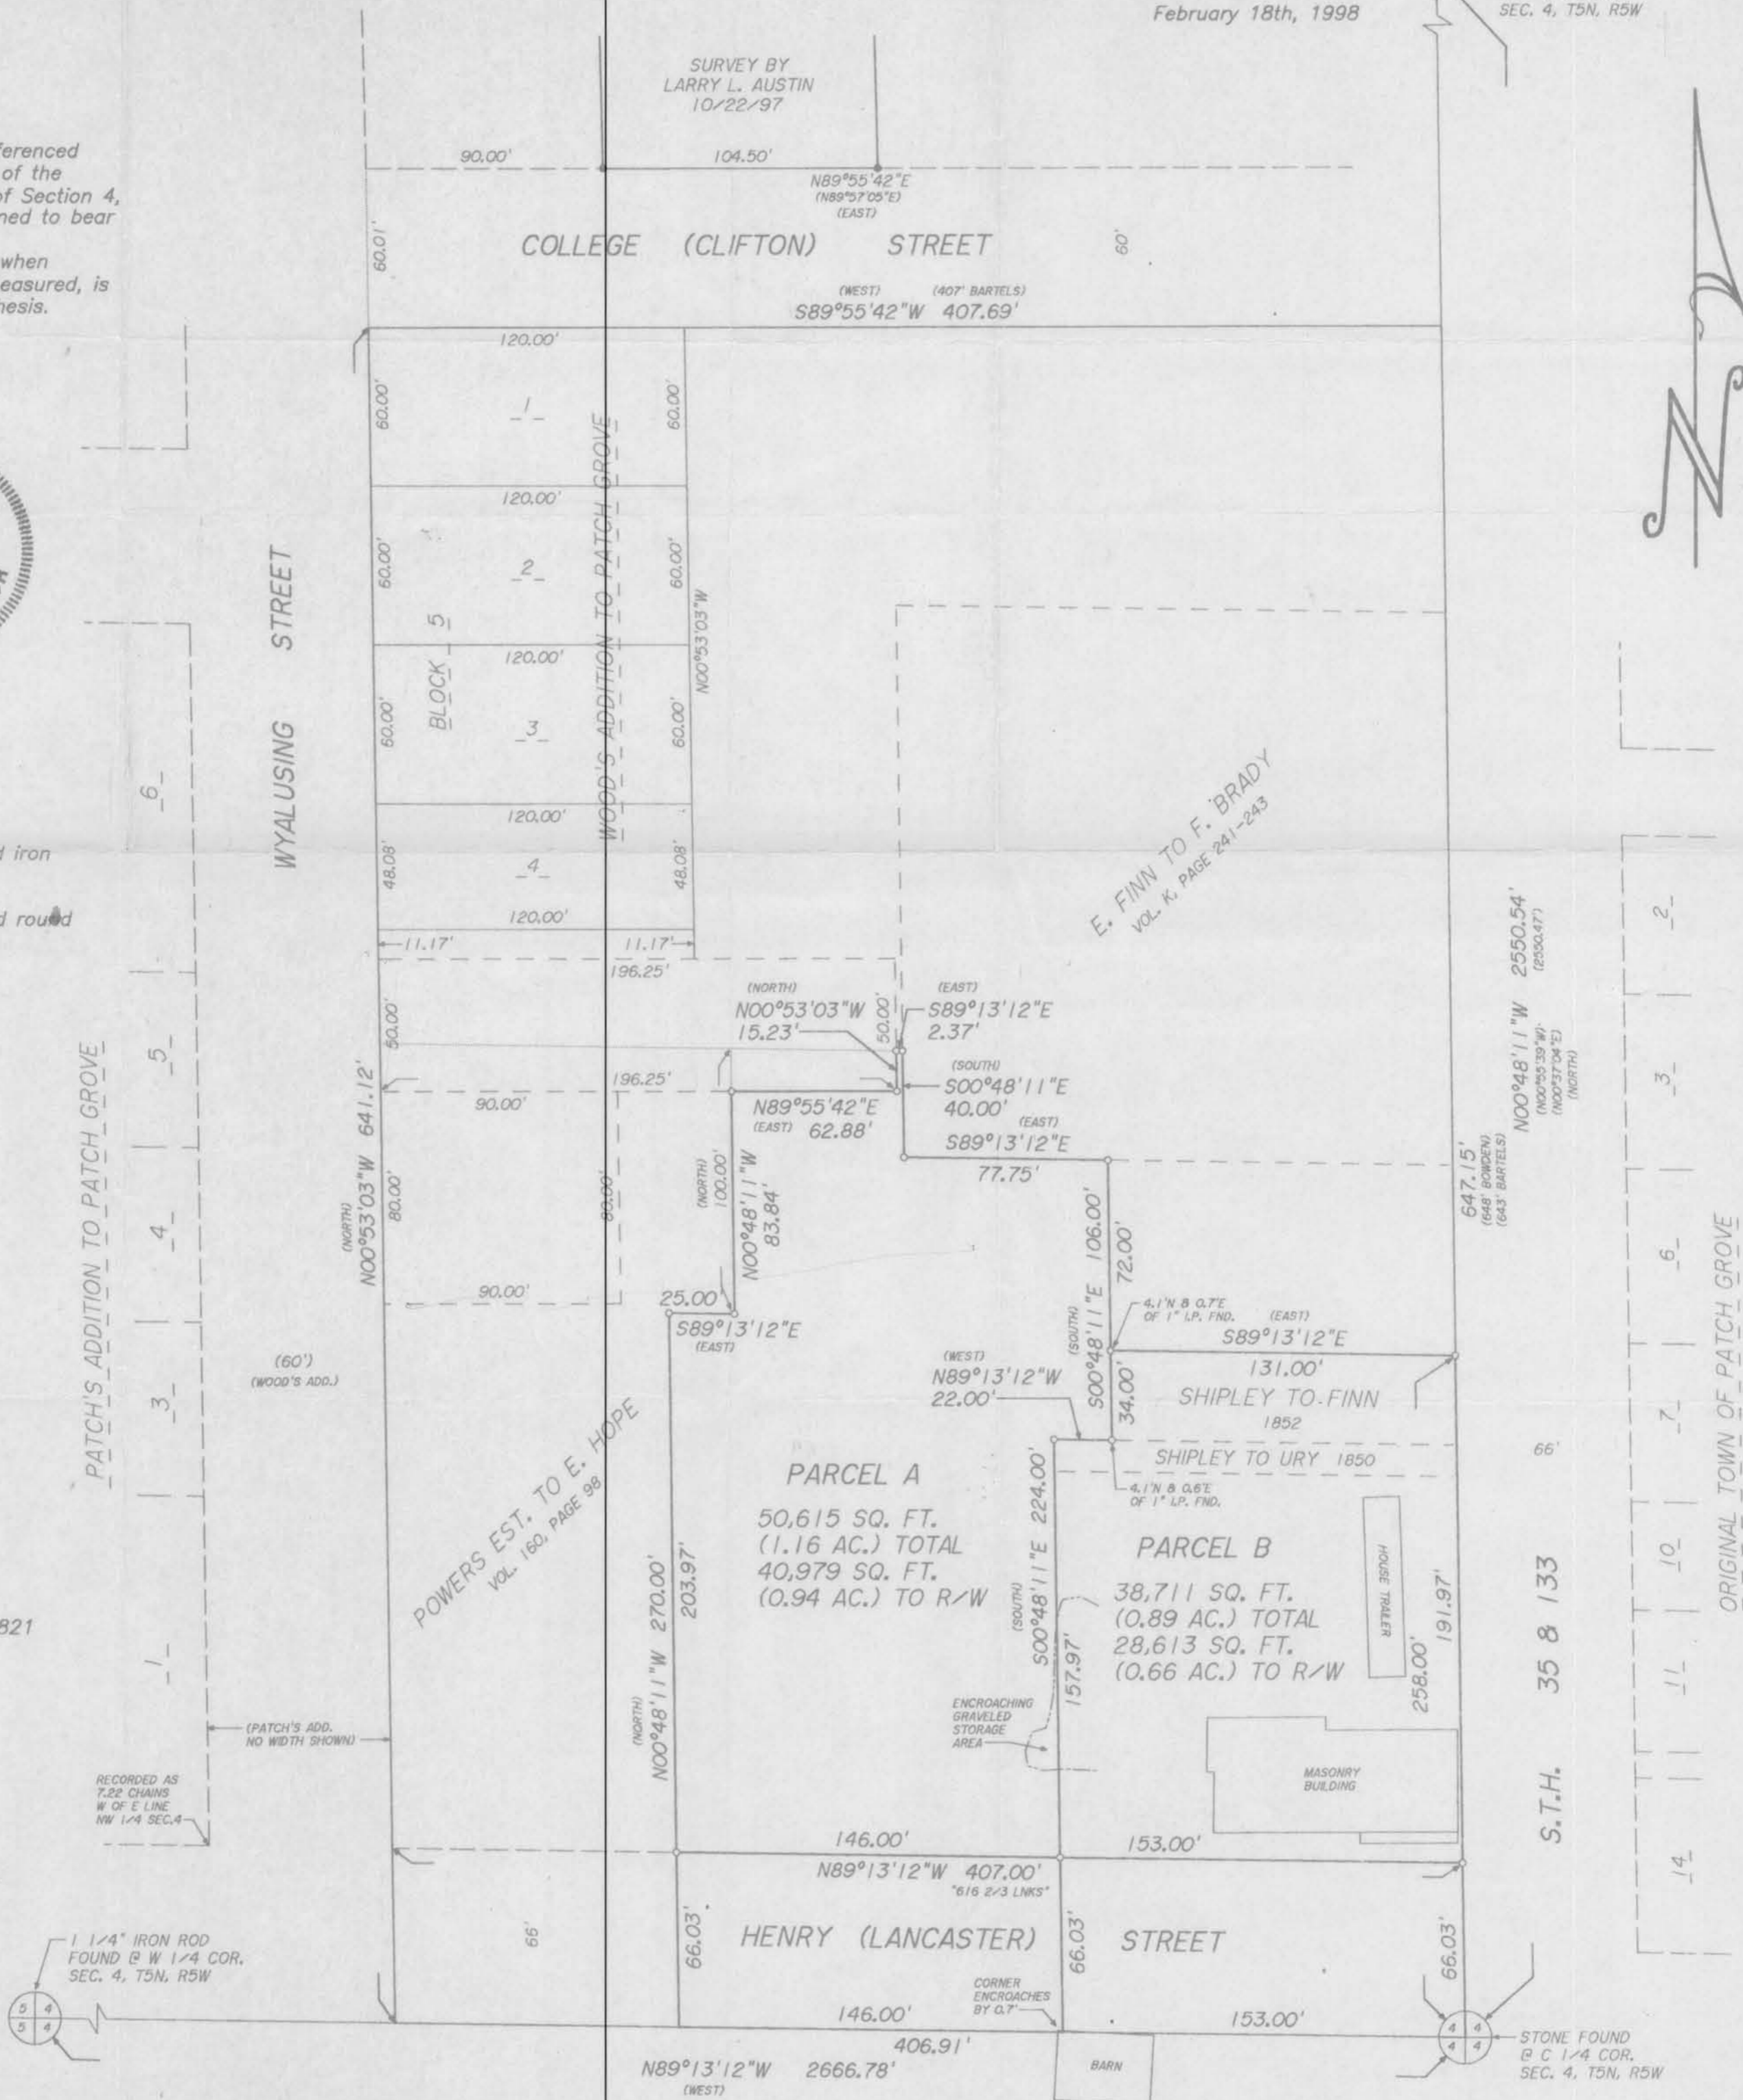 February 18th, 1998
SEC. 4, T5N, R5W
SURVEY BY
LARRY L. AUSTIN
10/22/97
of the
of Section 4,
to bear
when
is
90.00'
104.50'
N89°55'42"E
(N89°57'05"E)
(EAST)
60.01'
COLLEGE (CLIFTON) STREET
60'
(WEST) (407' BARTELS)
S89°55'42"W 407.69'
120.00'
60.00'
1
60.00'
120.00'
60.00'
2
60.00'
BLOCK 5
WOOD'S ADDITION TO PATCH GROVE
N00°53'03"W
120.00'
60.00'
3
60.00'
120.00'
48.08'
4
48.08'
120.00'
11.17'
11.17'
196.25'
WYALUSING STREET
6
iron
round
5
4
3
1
PATCH'S ADDITION TO PATCH GROVE
E. FINN TO F. BRADY
VOL. K, PAGE 241-243
(NORTH)
N00°53'03"W
15.23'
50.00'
(EAST)
S89°13'12"E
2.37'
(SOUTH)
S00°48'11"E
40.00'
(EAST)
S89°13'12"E
77.75'
50.00'
196.25'
90.00'
N89°55'42"E
(EAST) 62.88'
(NORTH)
N00°53'03"W 641.12'
80.00'
80.00'
(NORTH)
100.00'
N00°48'11"W
83.84'
90.00'
25.00'
S89°13'12"E
(EAST)
(SOUTH)
S00°48'11"E 106.00'
72.00'
4.1'N & 0.7'E
OF 1" I.P. FND.
(EAST)
S89°13'12"E
131.00'
SHIPLEY TO FINN
1852
34.00'
(WEST)
N89°13'12"W
22.00'
SHIPLEY TO URY 1850
4.1'N & 0.6'E
OF 1" I.P. FND.
(60')
(WOOD'S ADD.)
POWERS EST. TO E. HOPE
VOL. 160, PAGE 98
PARCEL A
50,615 SQ. FT.
(1.16 AC.) TOTAL
40,979 SQ. FT.
(0.94 AC.) TO R/W
(NORTH)
N00°48'11"W 270.00'
203.97'
(SOUTH)
S00°48'11"E 224.00'
157.97'
PARCEL B
38,711 SQ. FT.
(0.89 AC.) TOTAL
28,613 SQ. FT.
(0.66 AC.) TO R/W
HOUSE TRAILER
258.00'
191.97'
ENCROACHING
GRAVELED
STORAGE
AREA
MASONRY
BUILDING
647.15'
(648' BOWDEN)
(643' BARTELS)
N00°48'11"W 2550.54'
(2550.47')
(N00°55'39"W)
(N00°37'04"E)
(NORTH)
66'
S.T.H. 35 & 133
2
3
6
7
10
11
14
ORIGINAL TOWN OF PATCH GROVE
821
(PATCH'S ADD.
NO WIDTH SHOWN)
RECORDED AS
7.22 CHAINS
W OF E LINE
NW 1/4 SEC.4
146.00'
153.00'
N89°13'12"W 407.00'
"616 2/3 LNKS"
66'
66.03'
HENRY (LANCASTER) STREET
66.03'
66.03'
1 1/4" IRON ROD
FOUND @ W 1/4 COR.
SEC. 4, T5N, R5W
5 4
5 4
CORNER
ENCROACHES
BY 0.7'
146.00'
153.00'
406.91'
N89°13'12"W 2666.78'
(WEST)
BARN
4 4
4 4
STONE FOUND
@ C 1/4 COR.
SEC. 4, T5N, R5W
N